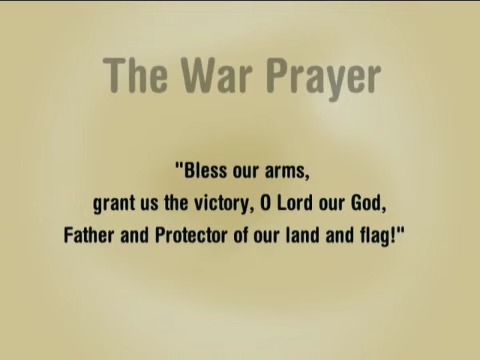 The War Prayer
"Bless our arms,
grant us the victory, O Lord our God,
Father and Protector of our land and flag!"